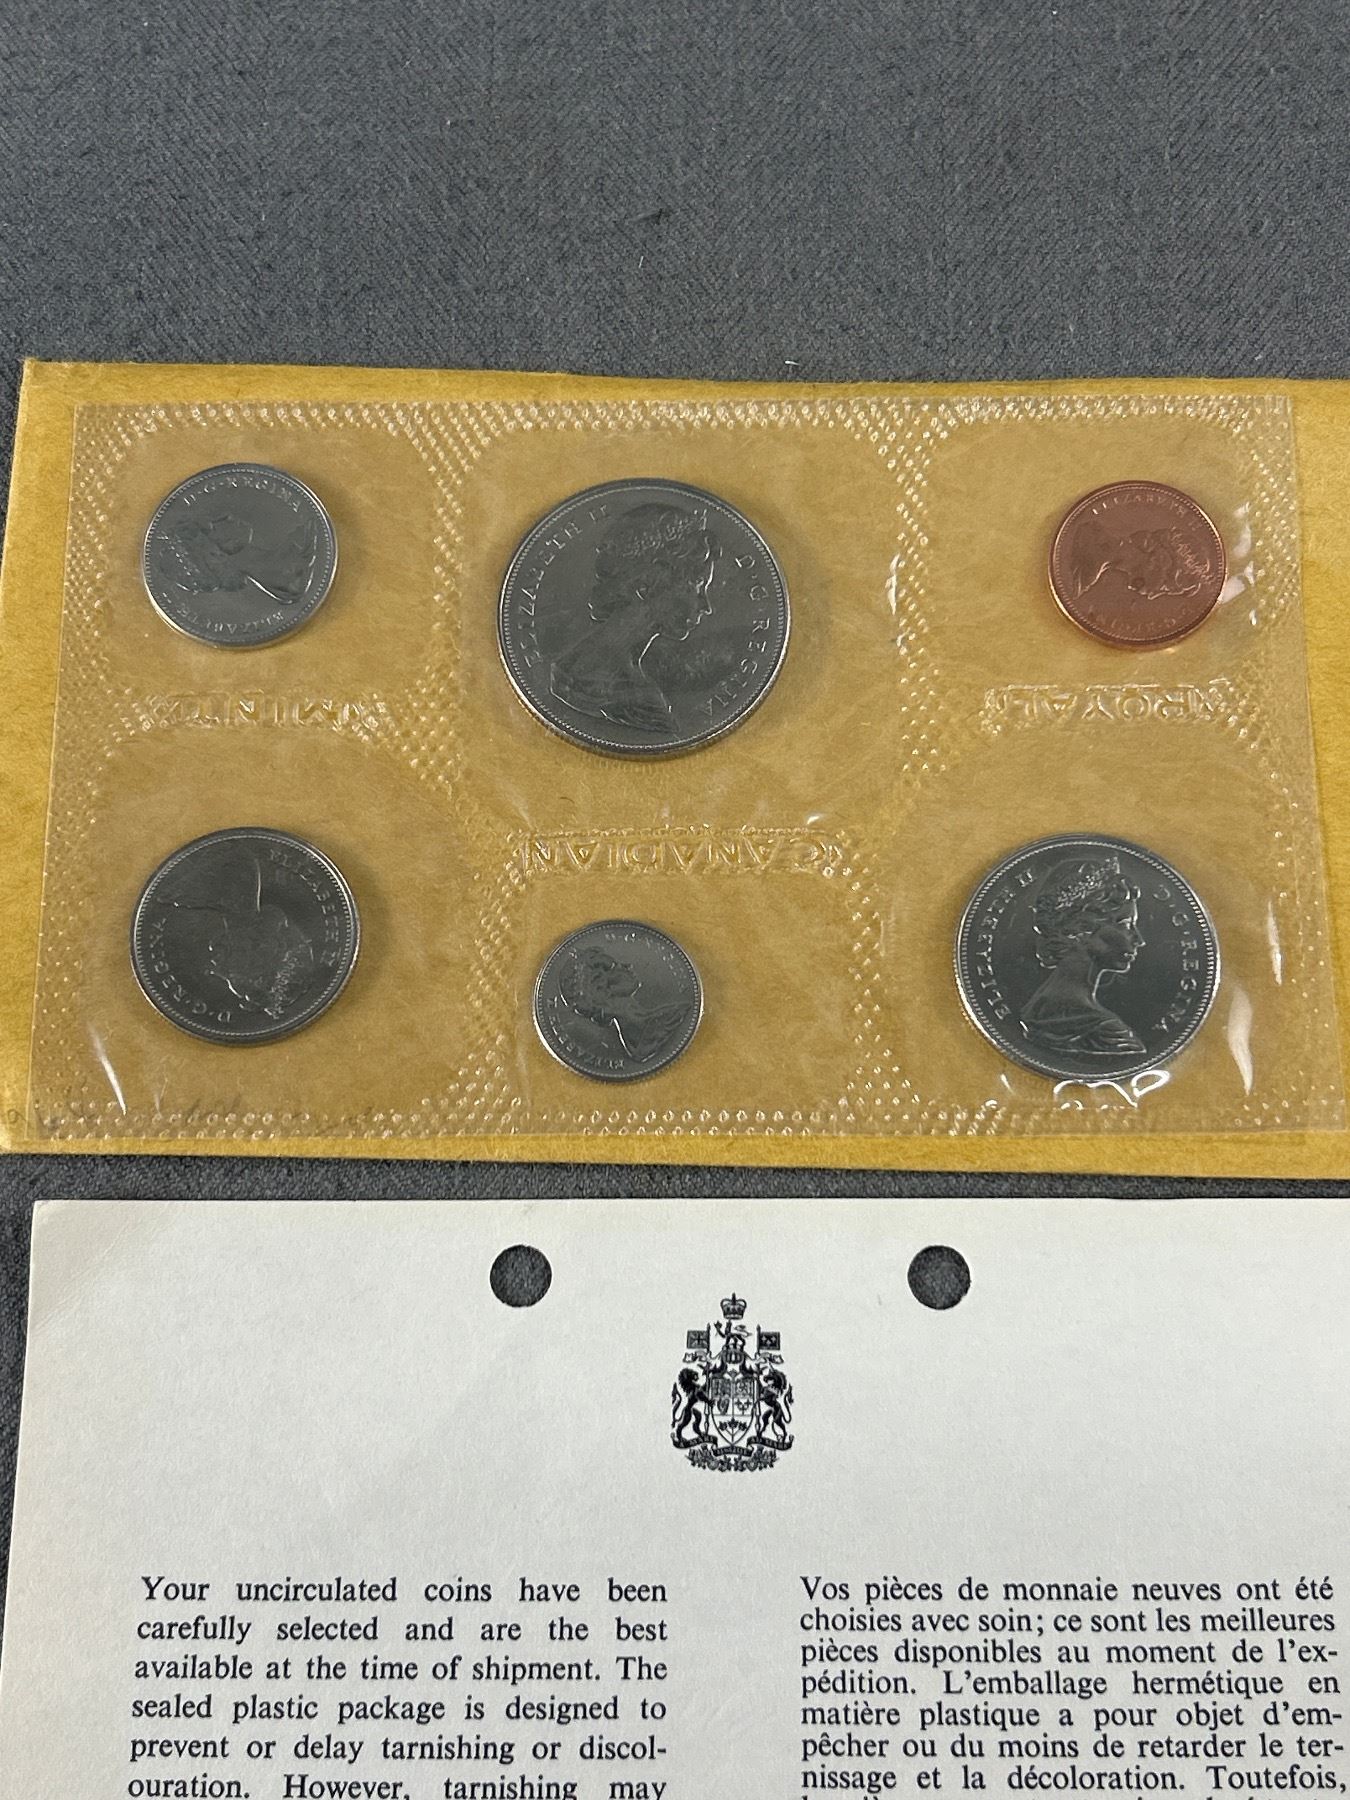 D·G·REGINA
ELIZABETH
ELIZABETH II D·G·REGINA
ELIZABETH II
ROYAL
MINT
CANADIAN
ELIZABETH II D·G·REGINA
D·G·REGINA
ELIZABETH
ELIZABETH II D·G·REGINA
Your uncirculated coins have been
carefully selected and are the best
available at the time of shipment. The
sealed plastic package is designed to
prevent or delay tarnishing or discol-
ouration. However, tarnishing may
Vos pièces de monnaie neuves ont été
choisies avec soin; ce sont les meilleures
pièces disponibles au moment de l'ex-
pédition. L'emballage hermétique en
matière plastique a pour objet d'em-
pêcher ou du moins de retarder le ter-
nissage et la décoloration. Toutefois,